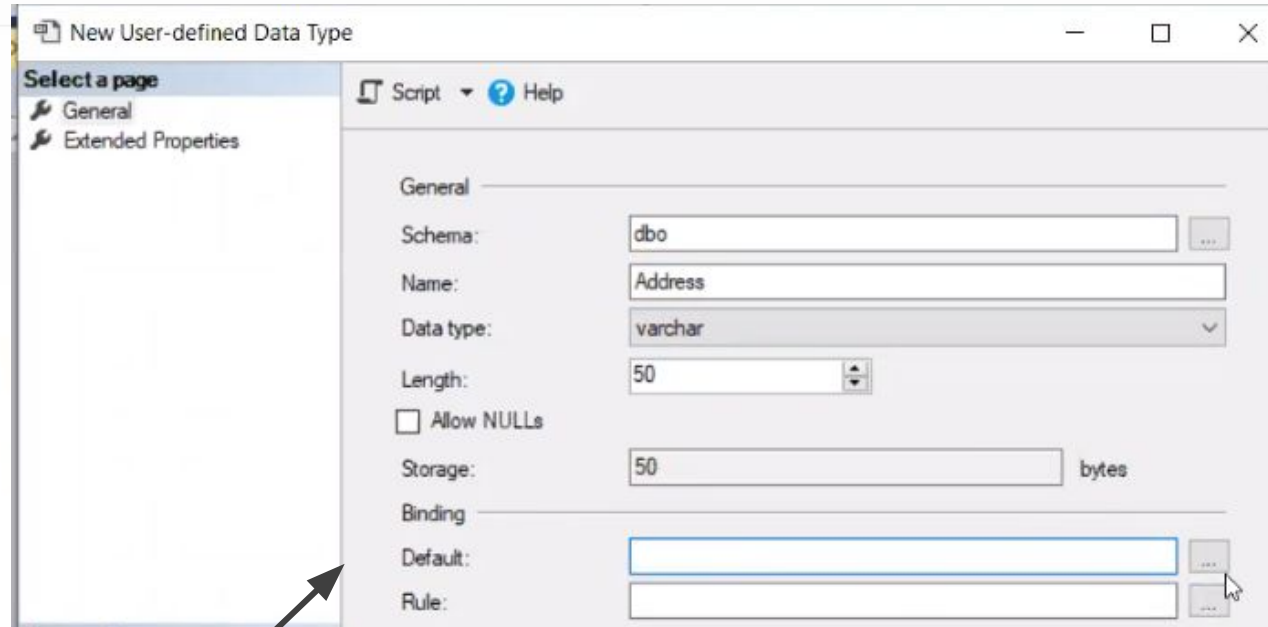 New User-defined Data Type
Select a page
General
Extended Properties
Script Help
General
Schema: dbo ...
Name: Address
Data type: varchar
Length: 50
Allow NULLs
Storage: 50 bytes
Binding
Default: ...
Rule: ...